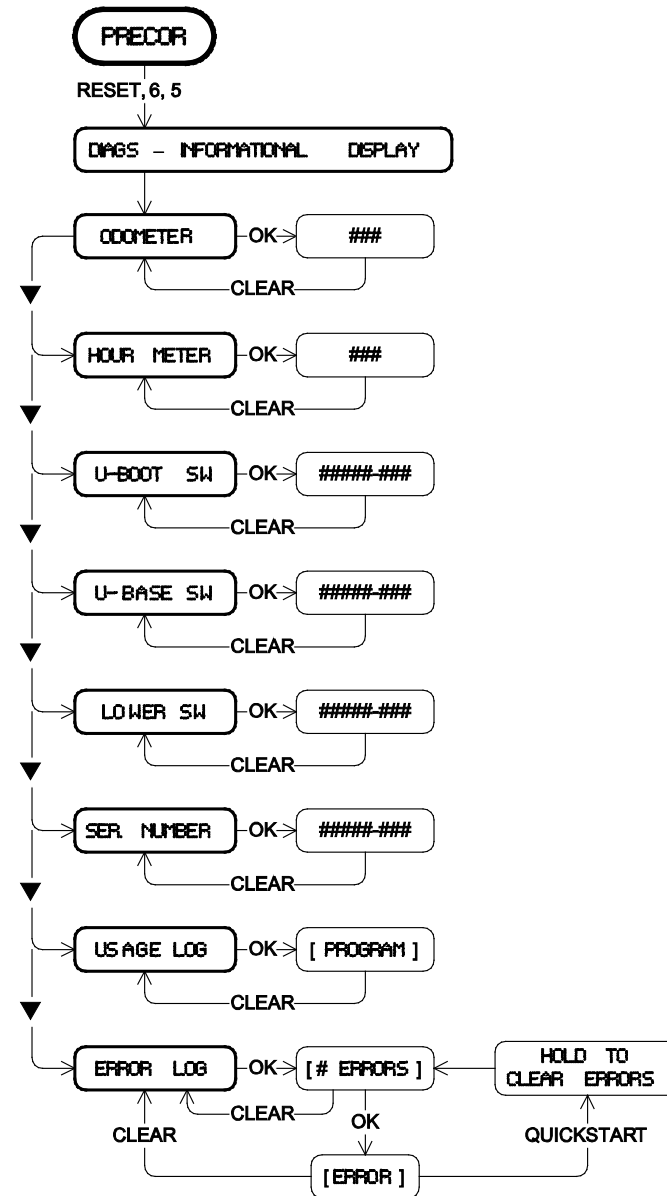 PRECOR
RESET, 6, 5
DIAGS - INFORMATIONAL DISPLAY
ODOMETER OK ###
CLEAR
HOUR METER OK ###
CLEAR
U-BOOT SW OK #####-###
CLEAR
U-BASE SW OK #####-###
CLEAR
LOWER SW OK #####-###
CLEAR
SER. NUMBER OK #####-###
CLEAR
USAGE LOG OK [ PROGRAM ]
CLEAR
ERROR LOG OK [ # ERRORS ] HOLD TO
CLEAR ERRORS
CLEAR
CLEAR OK QUICKSTART
[ ERROR ]